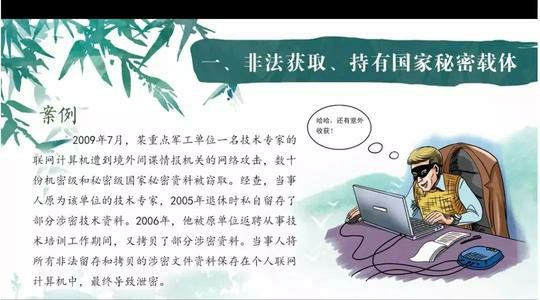 一、非法获取、持有国家秘密载体
案例
哈哈，还有意外
收获！
2009年7月，某重点军工单位一名技术专家的
联网计算机遭到境外间谍情报机关的网络攻击，数十
份机密级和秘密级国家秘密资料被窃取。经查，当事
人原为该单位的技术专家，2005年退休时私自留存了
部分涉密技术资料。2006年，他被原单位返聘从事技
术培训工作期间，又拷贝了部分涉密资料。当事人将
所有非法留存和拷贝的涉密文件资料保存在个人联网
计算机中，最终导致泄密。